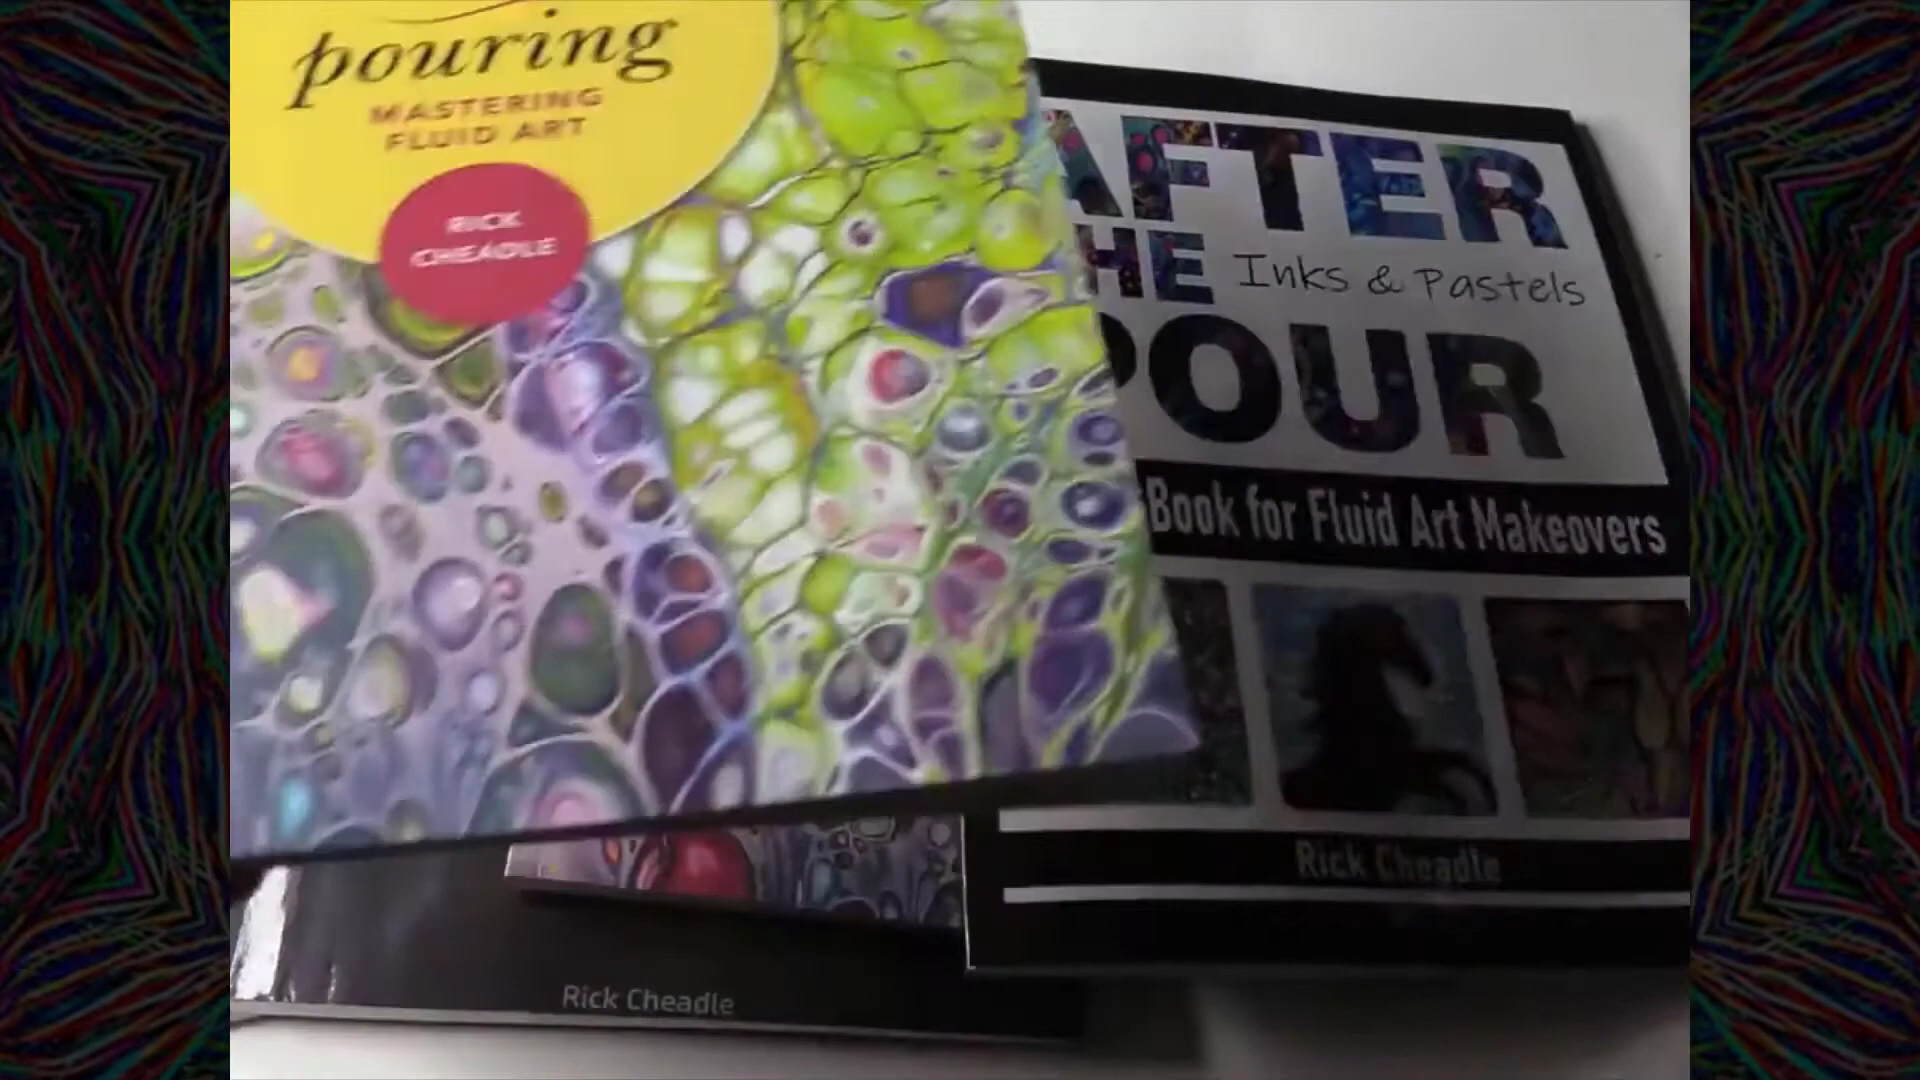 pouring
MASTERING
FLUID ART
RICK
CHEADLE
AFTER
THE Inks & Pastels
POUR
Book for Fluid Art Makeovers
Rick Cheadle
Rick Cheadle